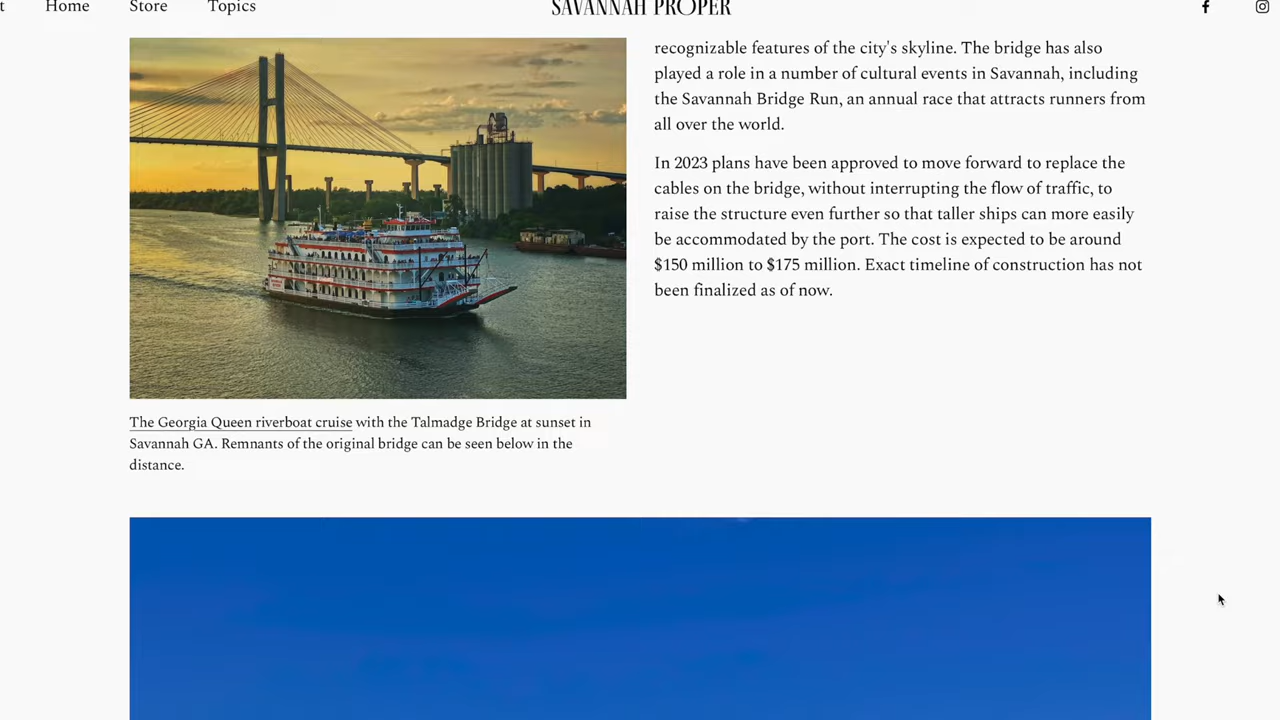 Home Store Topics SAVANNAH PROPER
recognizable features of the city's skyline. The bridge has also
played a role in a number of cultural events in Savannah, including
the Savannah Bridge Run, an annual race that attracts runners from
all over the world.
In 2023 plans have been approved to move forward to replace the
cables on the bridge, without interrupting the flow of traffic, to
raise the structure even further so that taller ships can more easily
be accommodated by the port. The cost is expected to be around
$150 million to $175 million. Exact timeline of construction has not
been finalized as of now.
The Georgia Queen riverboat cruise with the Talmadge Bridge at sunset in
Savannah GA. Remnants of the original bridge can be seen below in the
distance.